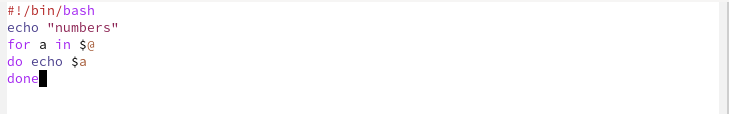 #!/bin/bash
echo "numbers"
for a in $@
do echo $a
done